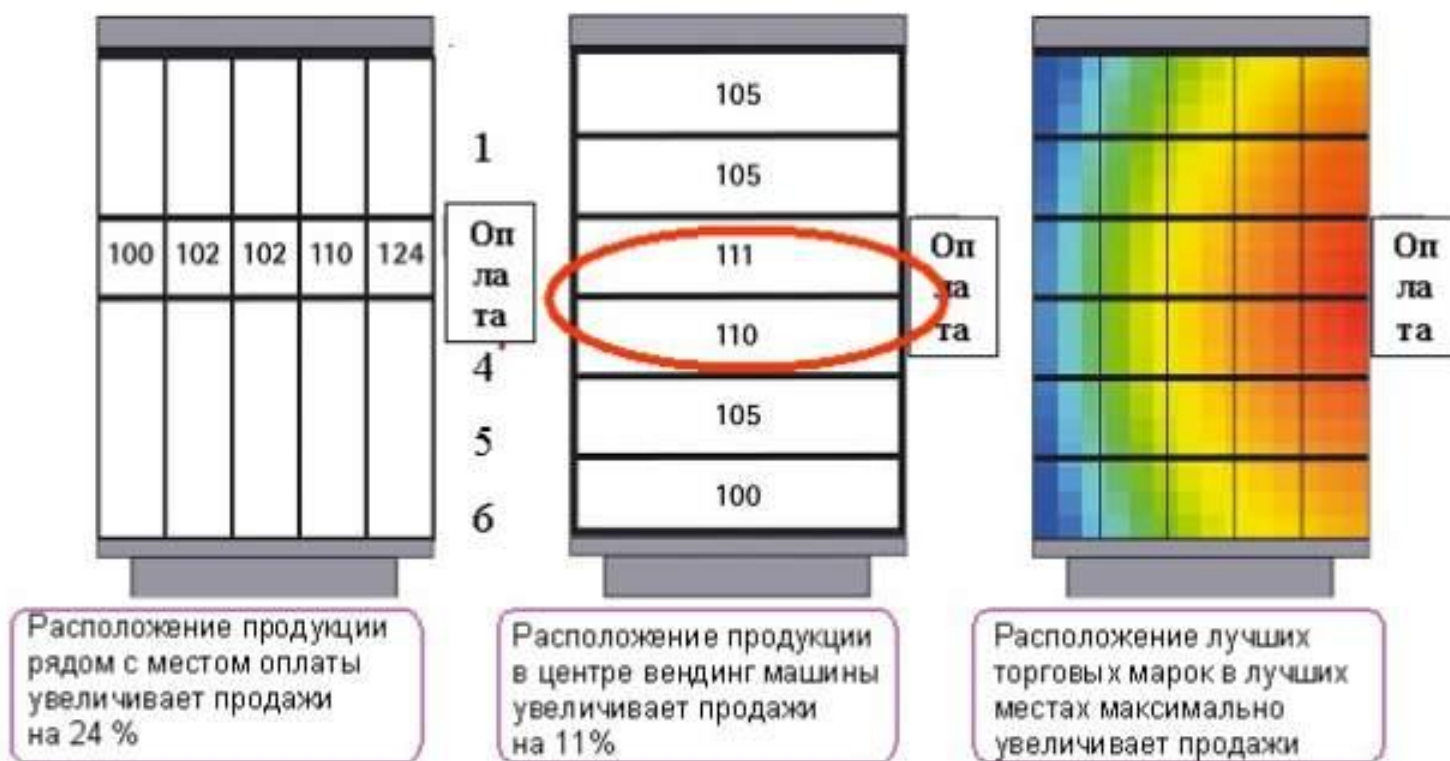 100 102 102 110 124
1
Оп
ла
та
4
5
6
105
105
111
110
105
100
Оп
ла
та
Оп
ла
та
Расположение продукции
рядом с местом оплаты
увеличивает продажи
на 24 %
Расположение продукции
в центре вендинг машины
увеличивает продажи
на 11%
Расположение лучших
торговых марок в лучших
местах максимально
увеличивает продажи